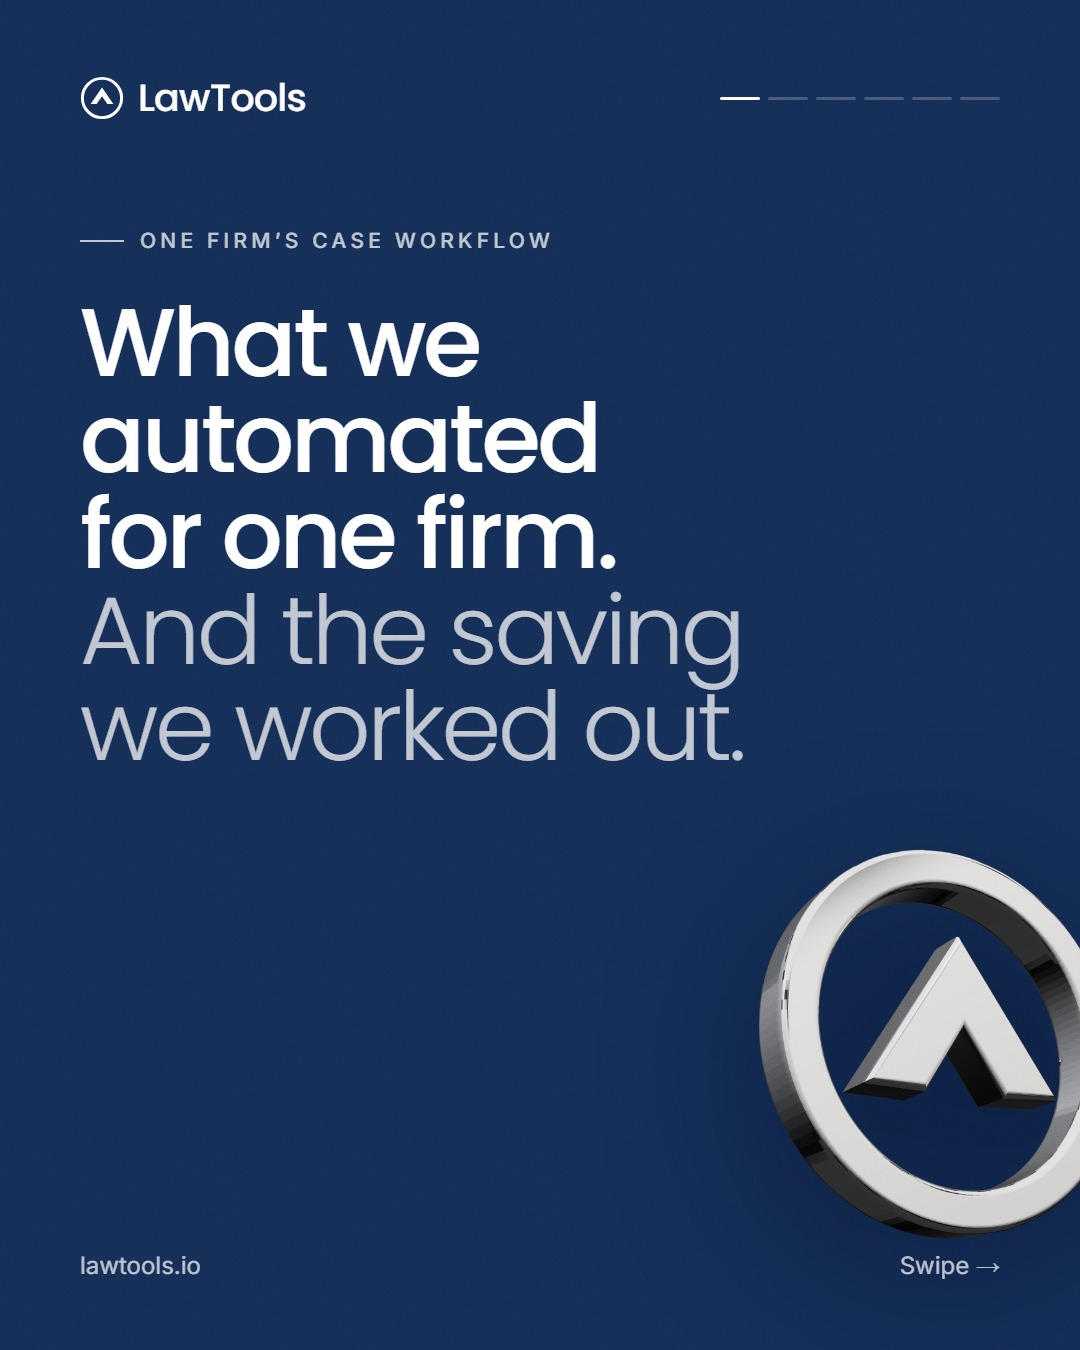 LawTools
ONE FIRM’S CASE WORKFLOW
What we
automated
for one firm.
And the saving
we worked out.
lawtools.io
Swipe →